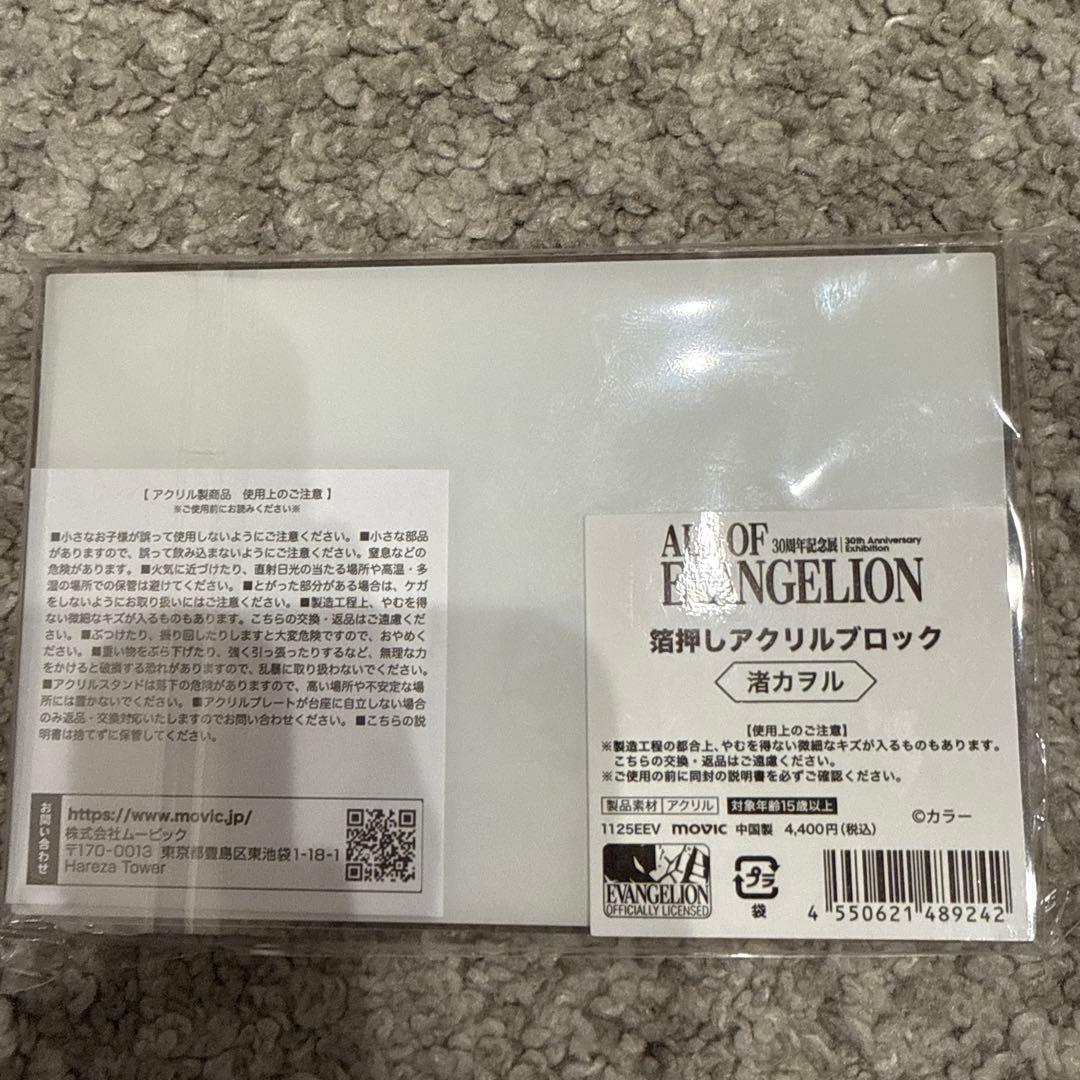 【 アクリル製商品 使用上のご注意 】
※ご使用前にお読みください※
■小さなお子様が誤って使用しないようにご注意ください。■小さな部品
がありますので、誤って飲み込まないようにご注意ください。窒息などの
危険があります。■火気に近づけたり、直射日光の当たる場所や高温・多
湿の場所での保管は避けてください。■とがった部分がある場合は、ケガ
をしないようにお取り扱いにはご注意ください。■製造工程上、やむを得
ない微細なキズが入るものもあります。こちらの交換・返品はご遠慮くだ
さい。■ぶつけたり、振り回したりしますと大変危険ですので、おやめく
ださい。■重い物をぶら下げたり、強く引っ張ったりするなど、無理な力
をかけると破損する恐れがありますので、乱暴に取り扱わないでください。
■アクリルスタンドは落下の危険がありますので、高い場所や不安定な場
所には置かないでください。■アクリルプレートが台座に自立しない場合
のみ返品・交換対応いたしますのでお問い合わせください。■こちらの説
明書は捨てずに保管してください。
お問い合わせ
https://www.movic.jp/
株式会社ムービック
〒170-0013 東京都豊島区東池袋1-18-1
Hareza Tower
ALL OF 30周年記念展 30th Anniversary Exhibition
EVANGELION
箔押しアクリルブロック
渚カヲル
【使用上のご注意】
※製造工程の都合上、やむを得ない微細なキズが入るものもあります。
こちらの交換・返品はご遠慮ください。
※ご使用の前に同封の説明書を必ずご確認ください。
製品素材 アクリル 対象年齢15歳以上
©カラー
1125EEV movic 中国製 4,400円(税込)
EVANGELION
OFFICIALLY LICENSED
プラ
袋
4 550621 489242